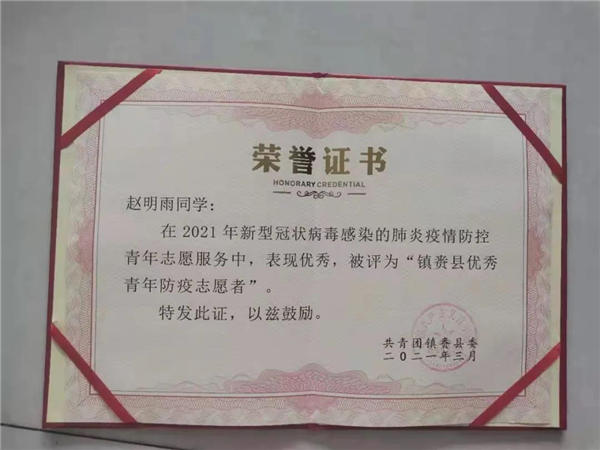 荣誉证书
HONORARY CREDENTIAL
赵明雨同学：
在 2021 年新型冠状病毒感染的肺炎疫情防控
青年志愿服务中，表现优秀，被评为“镇赉县优秀
青年防疫志愿者”。
特发此证，以兹鼓励。
共青团镇赉县委
二〇二一年三月